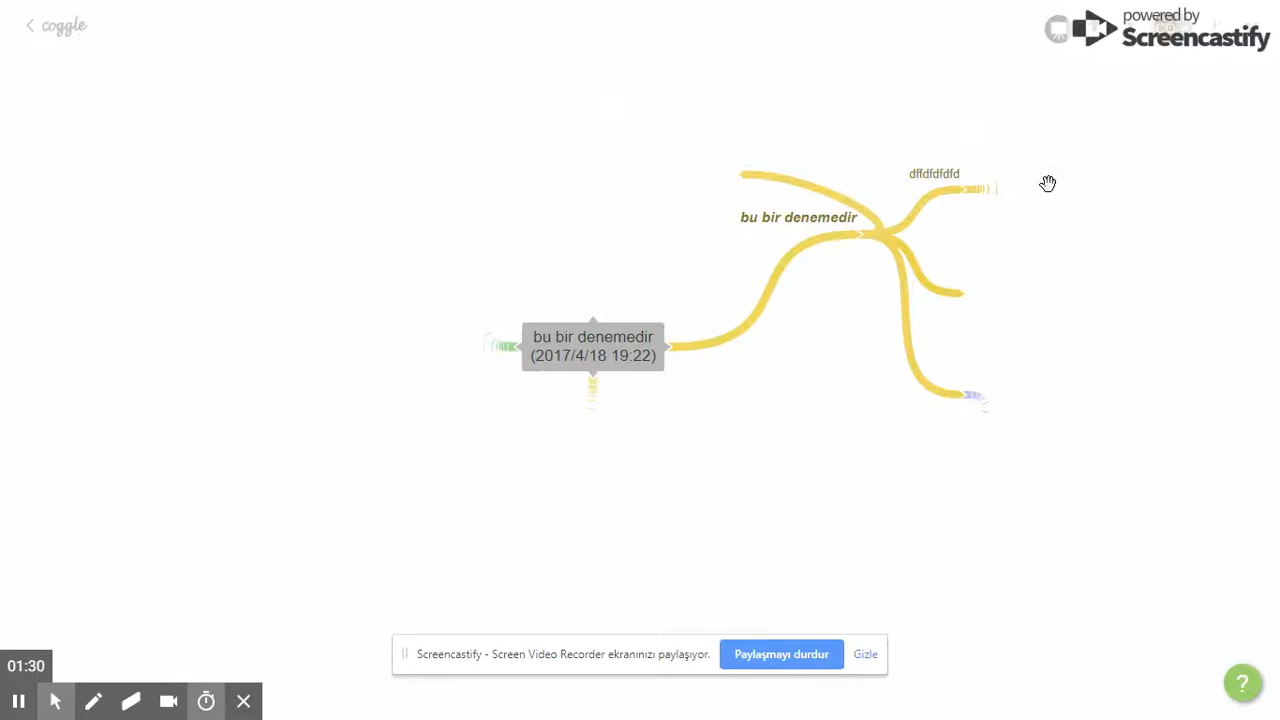 coggle
powered by
Screencastify
dffdfdfdfd
bu bir denemedir
bu bir denemedir
(2017/4/18 19:22)
Screencastify - Screen Video Recorder ekranınızı paylaşıyor.
Paylaşmayı durdur
Gizle
01:30
?